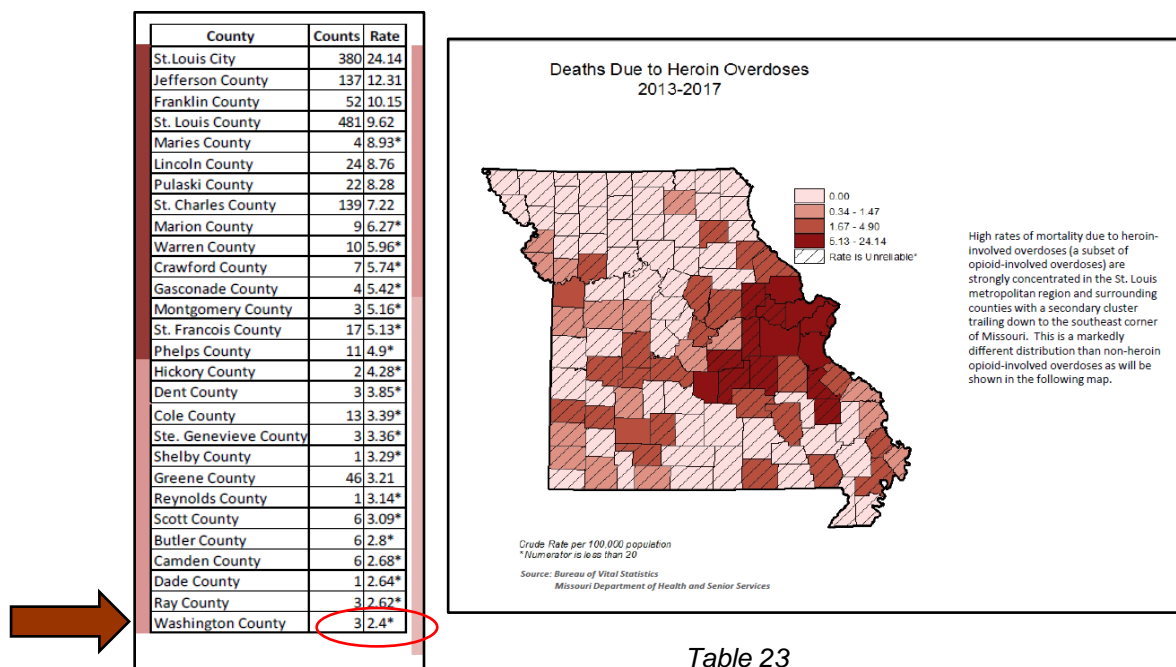 County Counts Rate
St.Louis City 380 24.14
Jefferson County 137 12.31
Franklin County 52 10.15
St. Louis County 481 9.62
Maries County 4 8.93*
Lincoln County 24 8.76
Pulaski County 22 8.28
St. Charles County 139 7.22
Marion County 9 6.27*
Warren County 10 5.96*
Crawford County 7 5.74*
Gasconade County 4 5.42*
Montgomery County 3 5.16*
St. Francois County 17 5.13*
Phelps County 11 4.9*
Hickory County 2 4.28*
Dent County 3 3.85*
Cole County 13 3.39*
Ste. Genevieve County 3 3.36*
Shelby County 1 3.29*
Greene County 46 3.21
Reynolds County 1 3.14*
Scott County 6 3.09*
Butler County 6 2.8*
Camden County 6 2.68*
Dade County 1 2.64*
Ray County 3 2.62*
Washington County 3 2.4*
Deaths Due to Heroin Overdoses
2013-2017
0.00
0.34 - 1.47
1.67 - 4.90
5.13 - 24.14
Rate is Unreliable*
High rates of mortality due to heroin-
involved overdoses (a subset of
opioid-involved overdoses) are
strongly concentrated in the St. Louis
metropolitan region and surrounding
counties with a secondary cluster
trailing down to the southeast corner
of Missouri. This is a markedly
different distribution than non-heroin
opioid-involved overdoses as will be
shown in the following map.
Crude Rate per 100,000 population
*Numerator is less than 20
Source: Bureau of Vital Statistics
Missouri Department of Health and Senior Services
Table 23